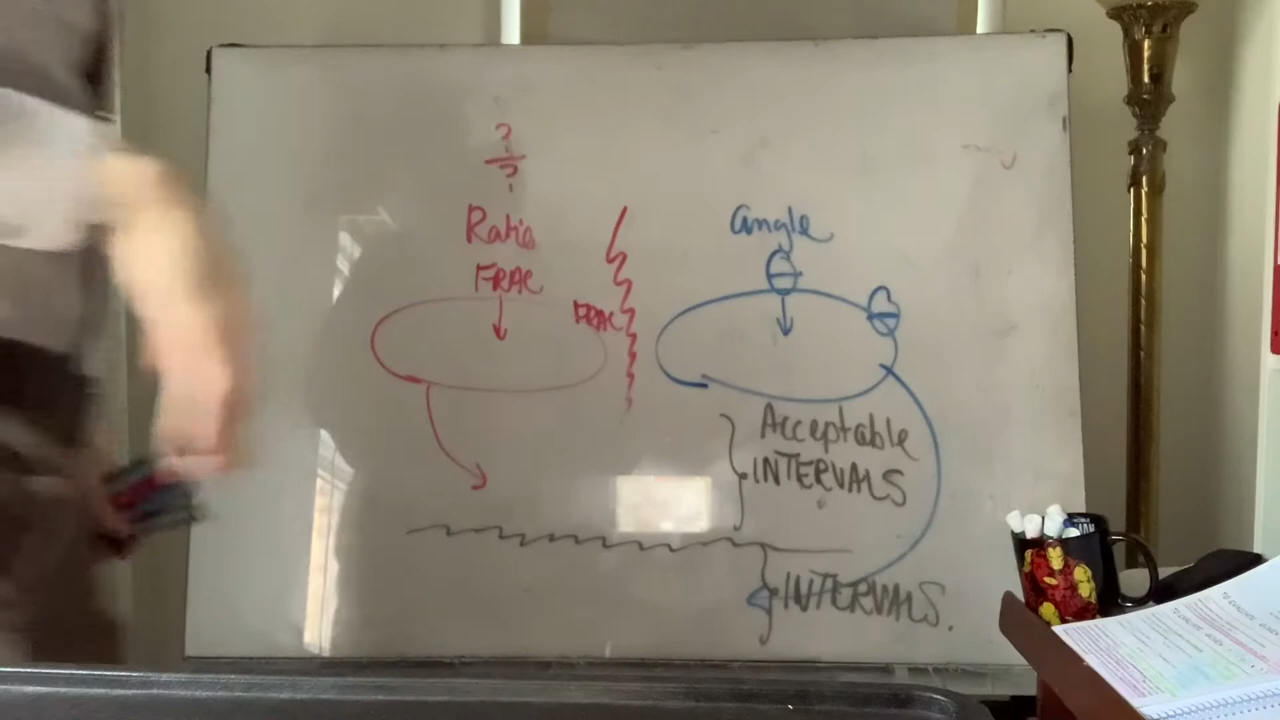 ?
?
Ratio
FRAC
FRAC
angle
θ
θ
Acceptable
INTERVALS
INTERVALS.